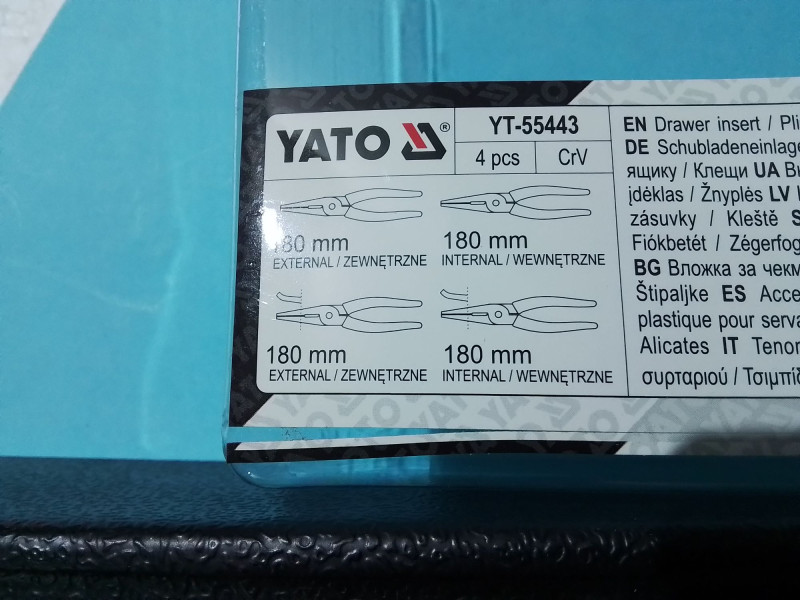 YATO®
YT-55443
4 pcs
CrV
180 mm
EXTERNAL / ZEWNĘTRZNE
180 mm
INTERNAL / WEWNĘTRZNE
180 mm
EXTERNAL / ZEWNĘTRZNE
180 mm
INTERNAL / WEWNĘTRZNE
EN Drawer insert / Pli
DE Schubladeneinlage
ящику / Клещи UA В
įdėklas / Žnyplės LV
zásuvky / Kleště S
Fiókbetét / Zégerfog
BG Вложка за чекм
Štipaljke ES Acce
plastique pour serva
Alicates IT Tenor
συρταριού / Τσιμπίδ